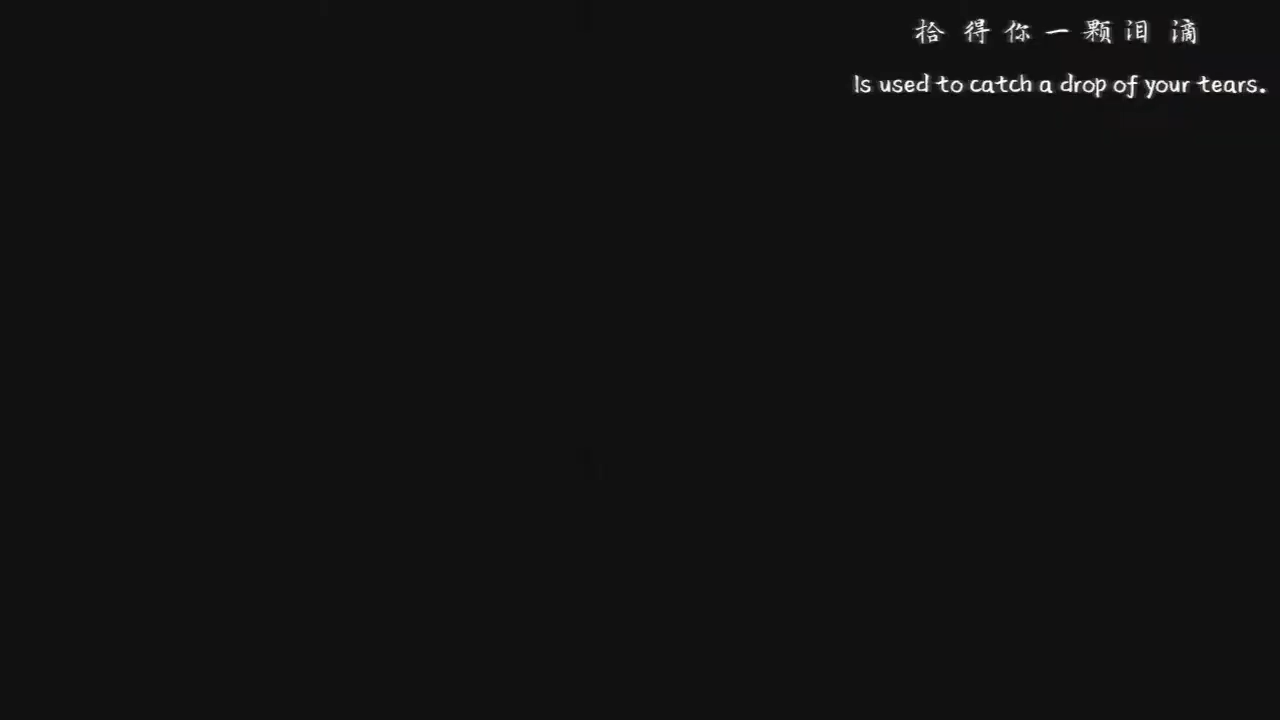 拾得你一颗泪滴
Is used to catch a drop of your tears.